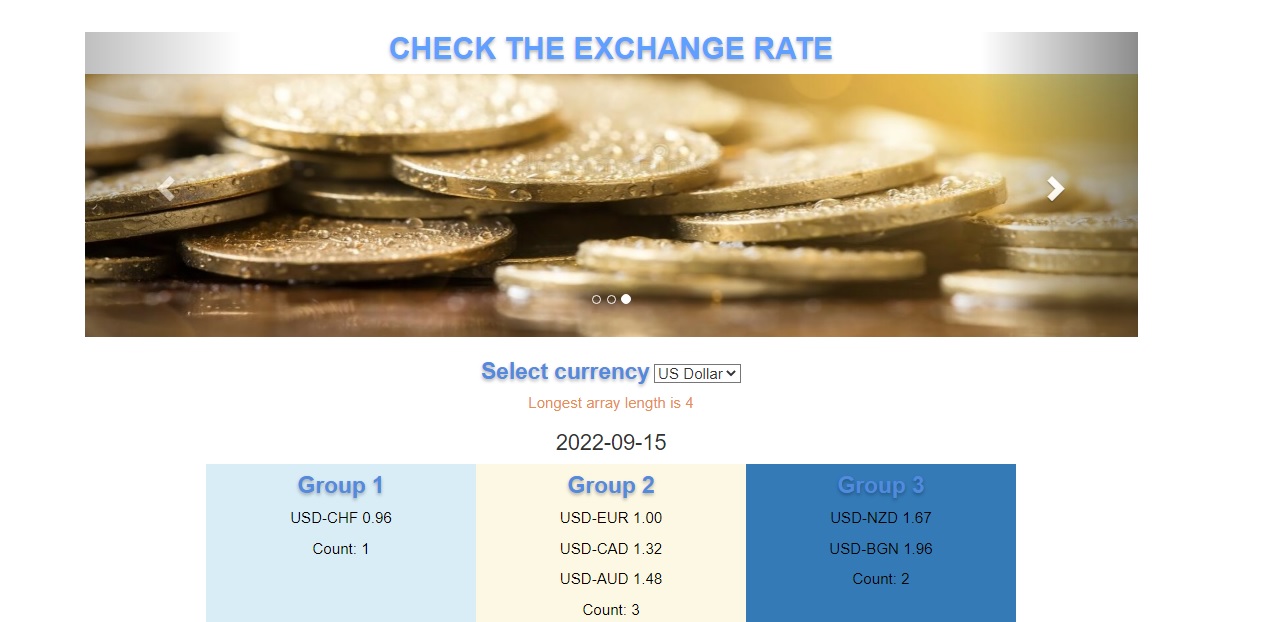 CHECK THE EXCHANGE RATE
Select currency US Dollar
Longest array length is 4
2022-09-15
Group 1
USD-CHF 0.96
Count: 1
Group 2
USD-EUR 1.00
USD-CAD 1.32
USD-AUD 1.48
Count: 3
Group 3
USD-NZD 1.67
USD-BGN 1.96
Count: 2